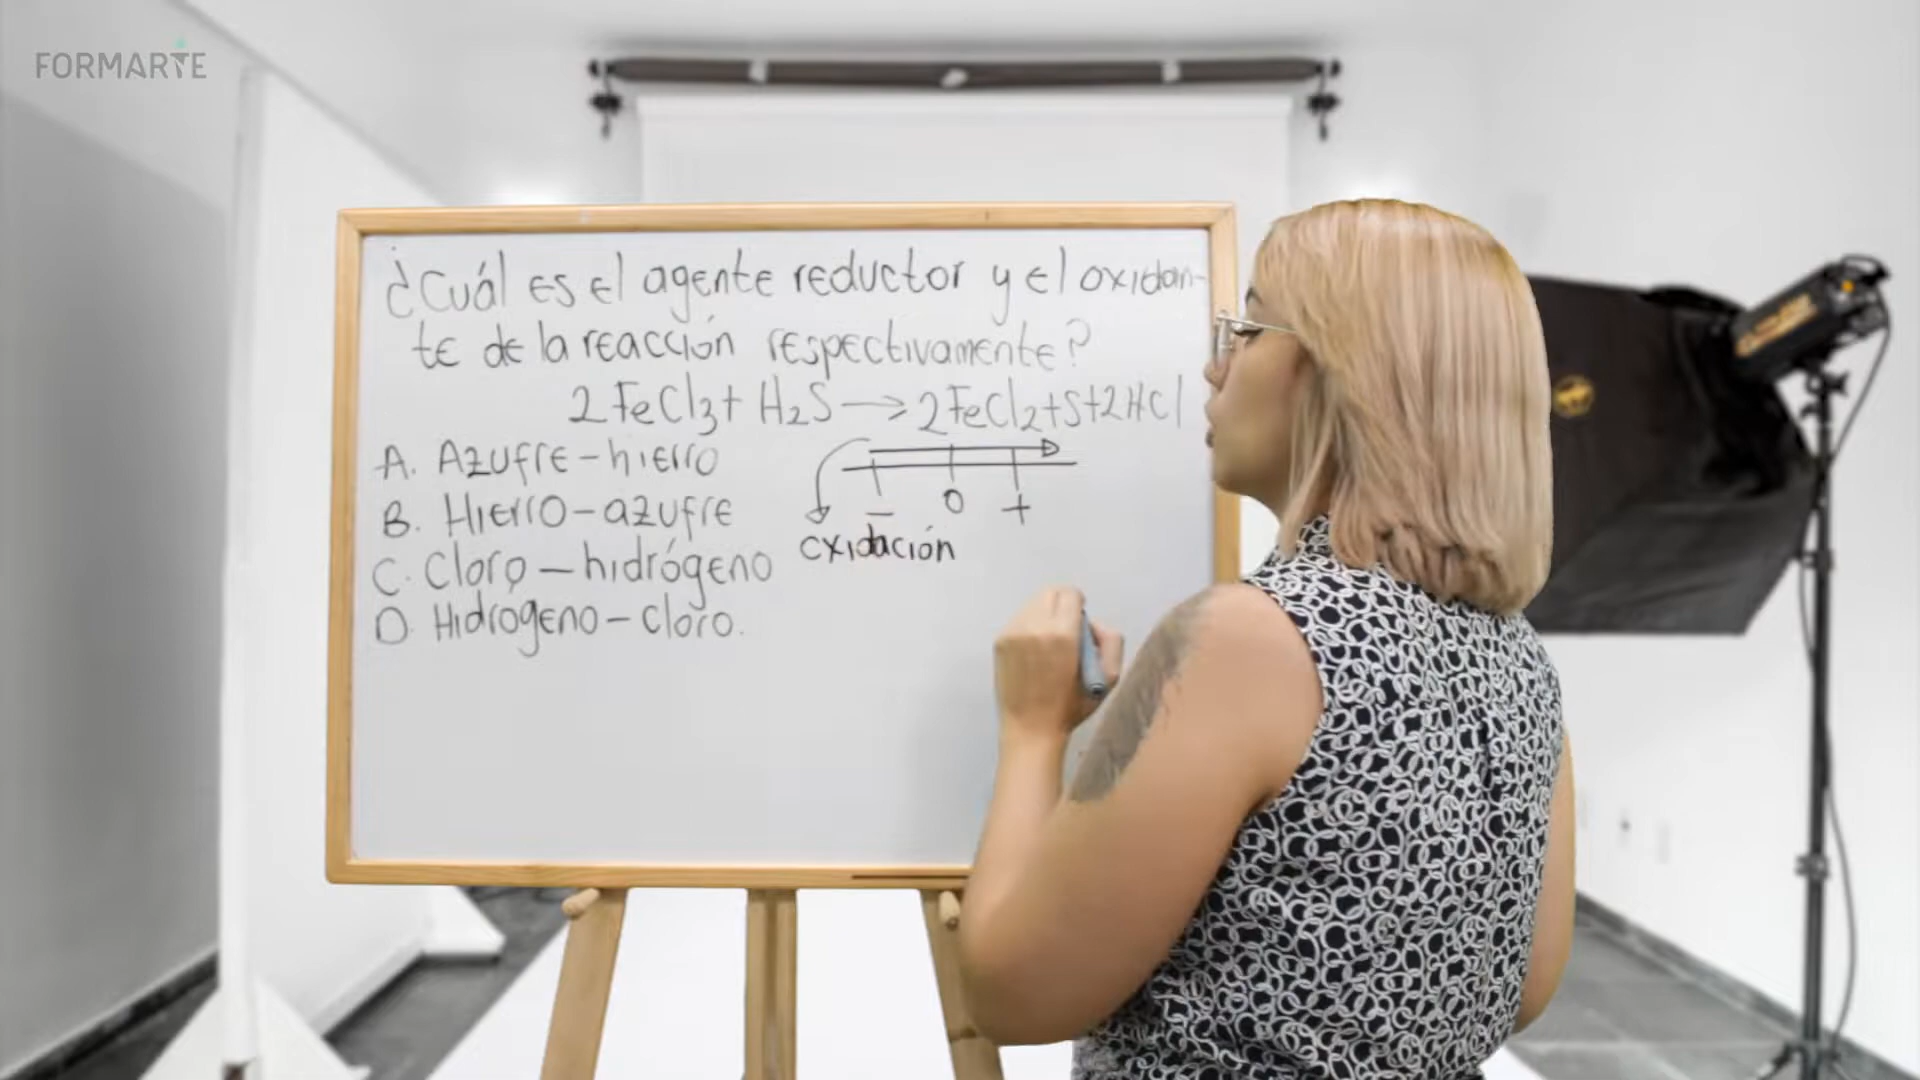 FORMARTE
¿Cuál es el agente reductor y el oxidan-
te de la reacción respectivamente?
2FeCl3 + H2S → 2FeCl2+S+2HCl
A. Azufre - hierro
B. Hierro - azufre
C. Cloro - hidrógeno
D. Hidrógeno - cloro.
- 0 +
oxidación